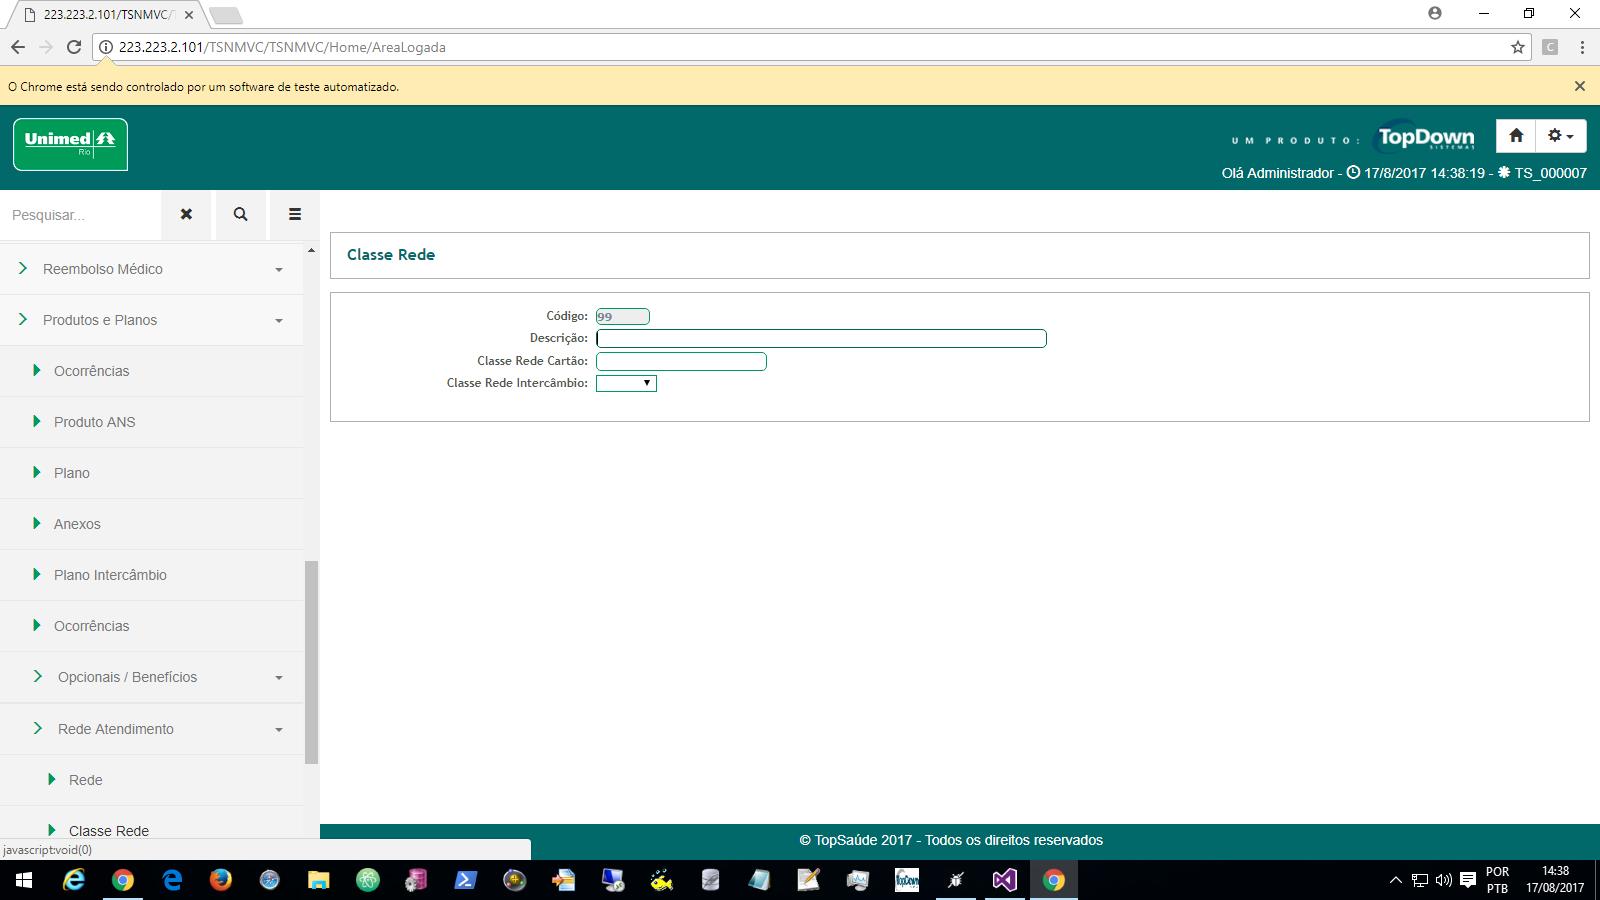 223.223.2.101/TSNMVC/T
223.223.2.101/TSNMVC/TSNMVC/Home/AreaLogada
C
O Chrome está sendo controlado por um software de teste automatizado.
Unimed
Rio
UM PRODUTO:
TopDown
SISTEMAS
Olá Administrador - 17/8/2017 14:38:19 - TS_000007
Pesquisar...
Reembolso Médico
Produtos e Planos
Ocorrências
Produto ANS
Plano
Anexos
Plano Intercâmbio
Ocorrências
Opcionais / Benefícios
Rede Atendimento
Rede
Classe Rede
Classe Rede
Código: 99
Descrição:
Classe Rede Cartão:
Classe Rede Intercâmbio:
© TopSaúde 2017 - Todos os direitos reservados
javascript:void(0)
TopDown
POR
PTB
14:38
17/08/2017